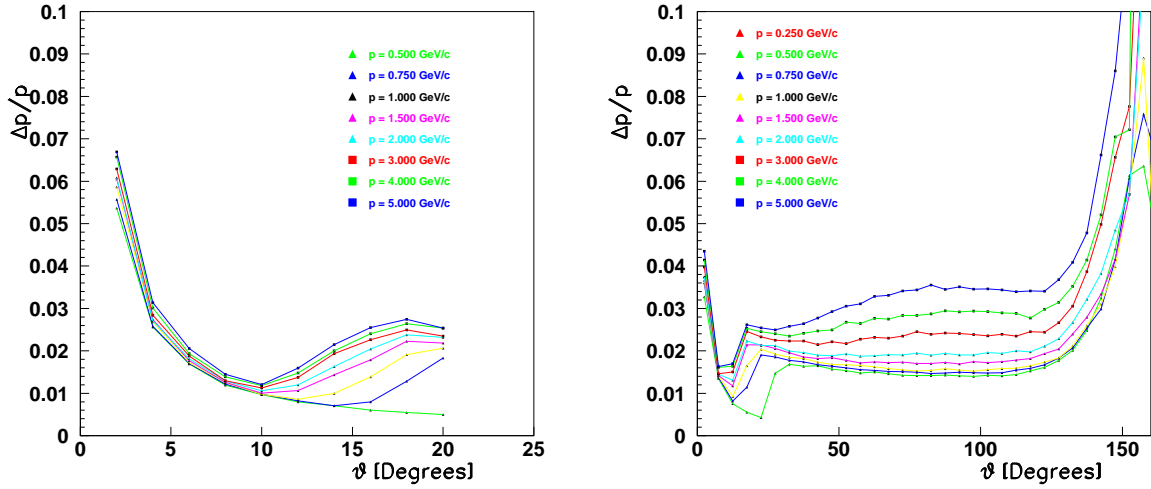 Δp/p
0.1
0.09
0.08
0.07
0.06
0.05
0.04
0.03
0.02
0.01
0
p = 0.500 GeV/c
p = 0.750 GeV/c
p = 1.000 GeV/c
p = 1.500 GeV/c
p = 2.000 GeV/c
p = 3.000 GeV/c
p = 4.000 GeV/c
p = 5.000 GeV/c
0 5 10 15 20 25
ϑ [Degrees]
Δp/p
0.1
0.09
0.08
0.07
0.06
0.05
0.04
0.03
0.02
0.01
0
p = 0.250 GeV/c
p = 0.500 GeV/c
p = 0.750 GeV/c
p = 1.000 GeV/c
p = 1.500 GeV/c
p = 2.000 GeV/c
p = 3.000 GeV/c
p = 4.000 GeV/c
p = 5.000 GeV/c
0 50 100 150
ϑ [Degrees]